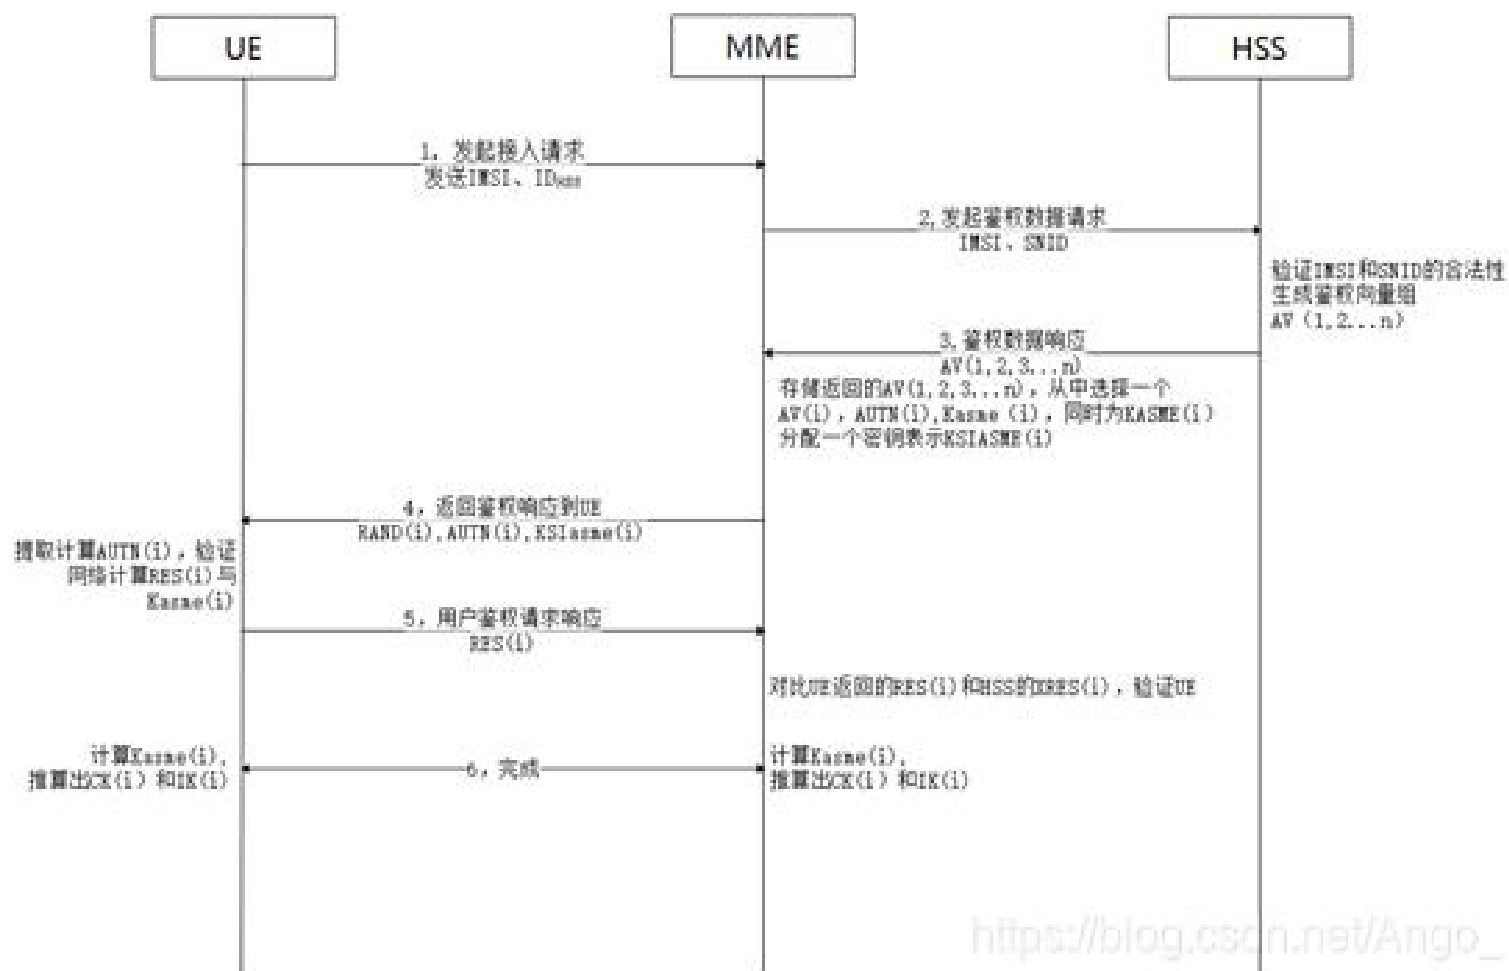 UE
MME
HSS
1，发起接入请求
发送IMSI、IDHSS
2,发起鉴权数据请求
IMSI、SNID
验证IMSI和SNID的合法性
生成鉴权向量组
AV（1,2...n）
3,鉴权数据响应
AV(1,2,3...n)
存储返回的AV(1,2,3...n)，从中选择一个
AV(i)，AUTN(i),Kasme（i)，同时为KASME(i)
分配一个密钥表示KSIASME(i)
4，返回鉴权响应到UE
RAND(i),AUTN(i),KSIasme(i)
提取计算AUTN(i)，验证
网络计算RES(i)与
Kasme(i)
5，用户鉴权请求响应
RES(i)
对比UE返回的RES(i)和HSS的XRES(i)，验证UE
计算Kasme(i),
推算出CK(i）和IK(i)
6，完成
计算Kasme(i),
推算出CK(i）和IK(i)
https://blog.csdn.net/Ango_